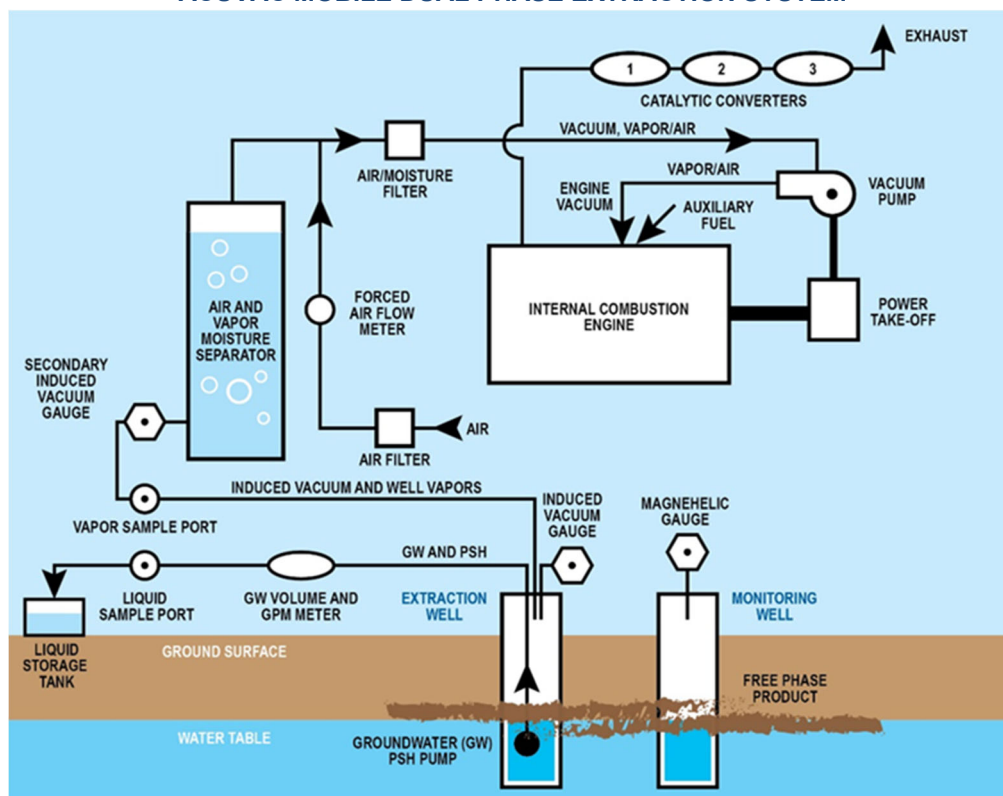 EXHAUST
1
2
3
CATALYTIC CONVERTERS
VACUUM, VAPOR/AIR
AIR/MOISTURE
FILTER
VAPOR/AIR
ENGINE
VACUUM
AUXILIARY
FUEL
VACUUM
PUMP
AIR AND
VAPOR
MOISTURE
SEPARATOR
FORCED
AIR FLOW
METER
INTERNAL COMBUSTION
ENGINE
POWER
TAKE-OFF
SECONDARY
INDUCED
VACUUM
GAUGE
AIR
AIR FILTER
INDUCED VACUUM AND WELL VAPORS
VAPOR SAMPLE PORT
INDUCED
VACUUM
GAUGE
MAGNEHELIC
GAUGE
GW AND PSH
LIQUID
SAMPLE PORT
GW VOLUME AND
GPM METER
EXTRACTION
WELL
MONITORING
WELL
LIQUID
STORAGE
TANK
GROUND SURFACE
FREE PHASE
PRODUCT
WATER TABLE
GROUNDWATER (GW)
PSH PUMP